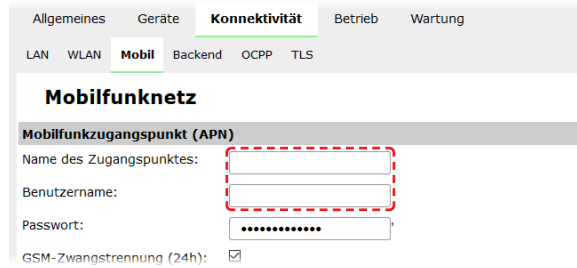 Allgemeines Geräte Konnektivität Betrieb Wartung
LAN WLAN Mobil Backend OCPP TLS
Mobilfunknetz
Mobilfunkzugangspunkt (APN)
Name des Zugangspunktes:
Benutzername:
Passwort: •••••••••••••
GSM-Zwangstrennung (24h):